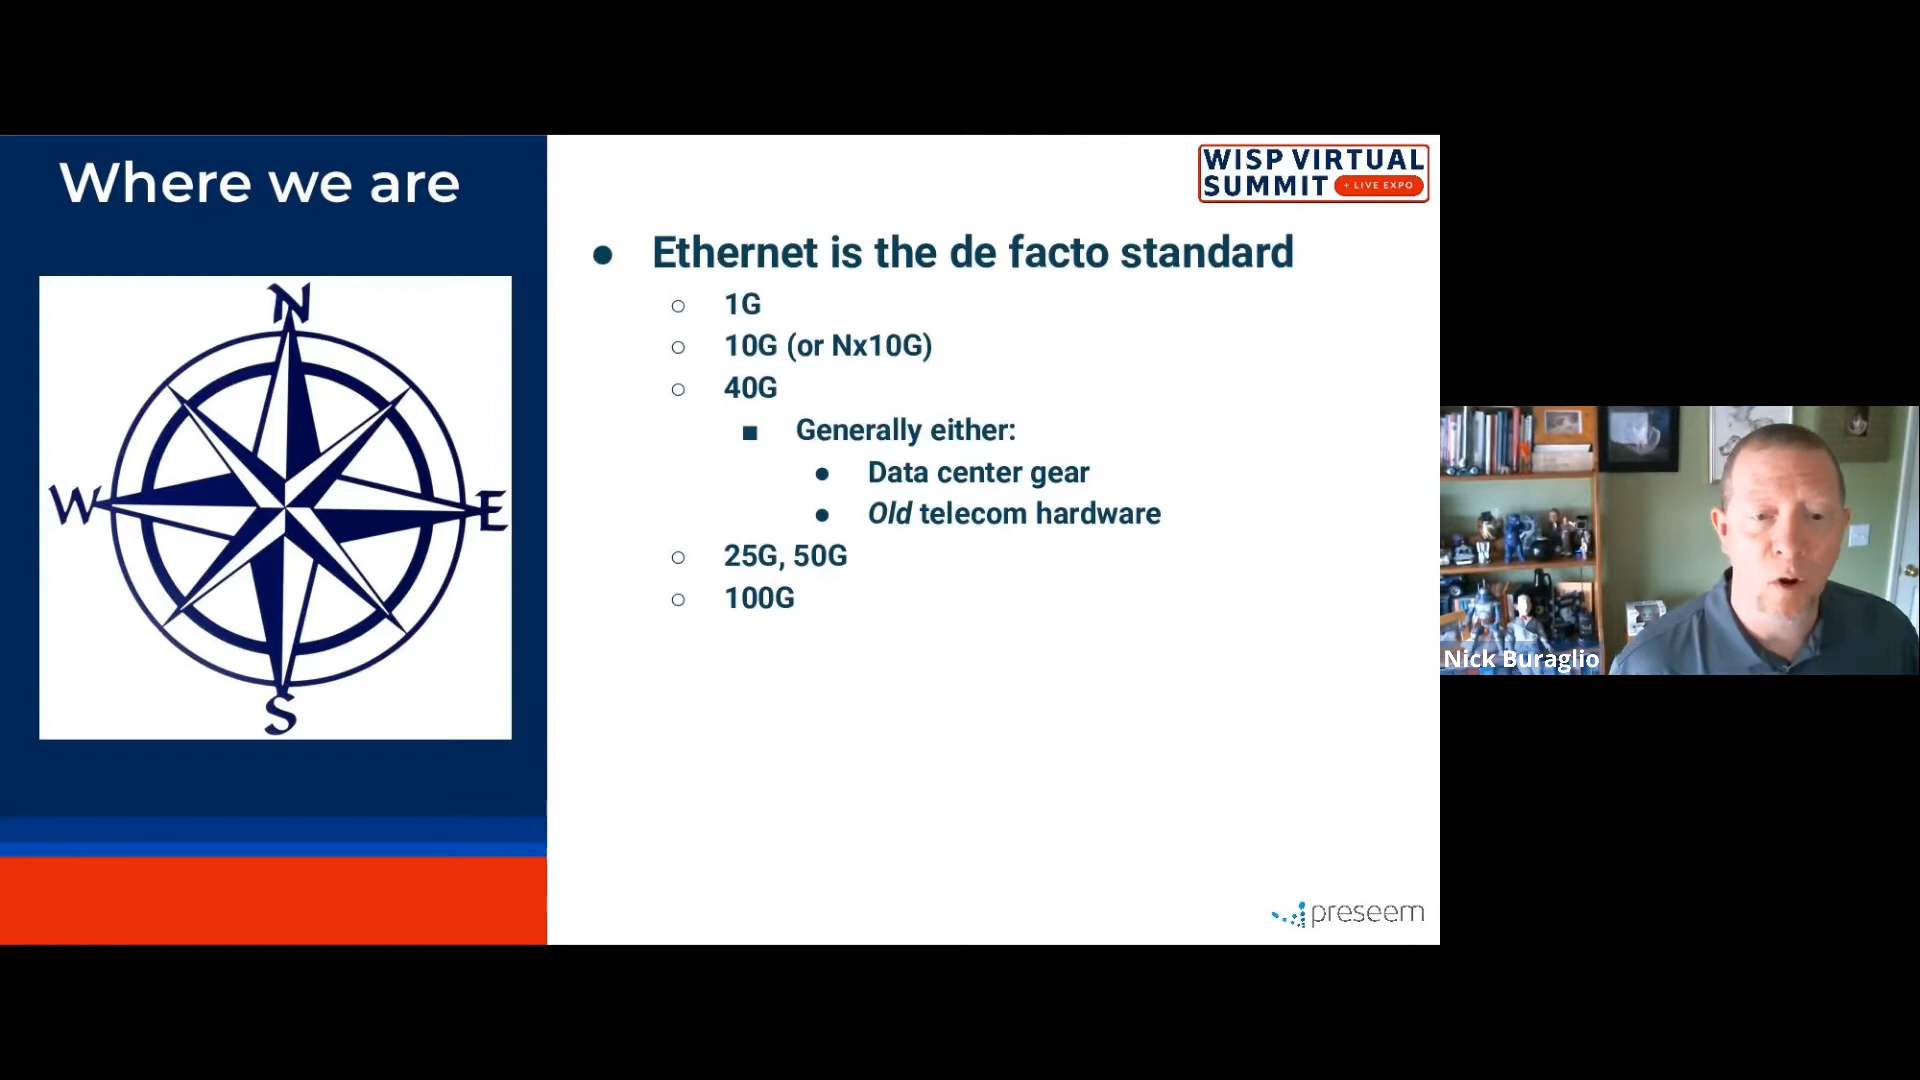 Where we are
N
W
E
S
WISP VIRTUAL
SUMMIT + LIVE EXPO
● Ethernet is the de facto standard
○ 1G
○ 10G (or Nx10G)
○ 40G
■ Generally either:
● Data center gear
● Old telecom hardware
○ 25G, 50G
○ 100G
preseem
Nick Buraglio